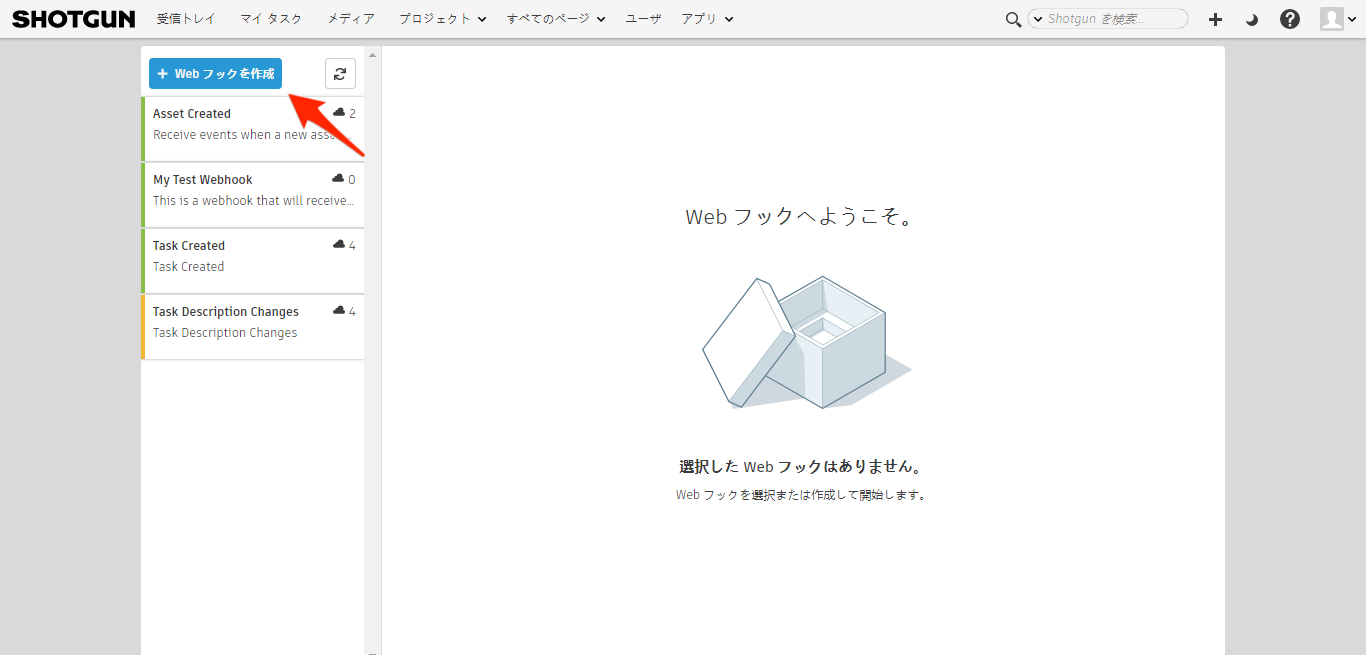 SHOTGUN 受信トレイ マイ タスク メディア プロジェクト すべてのページ ユーザ アプリ Shotgun を検索...
+ Web フックを作成
Asset Created 2
Receive events when a new asse...
My Test Webhook 0
This is a webhook that will receive...
Task Created 4
Task Created
Task Description Changes 4
Task Description Changes
Web フックへようこそ。
選択した Web フックはありません。
Web フックを選択または作成して開始します。